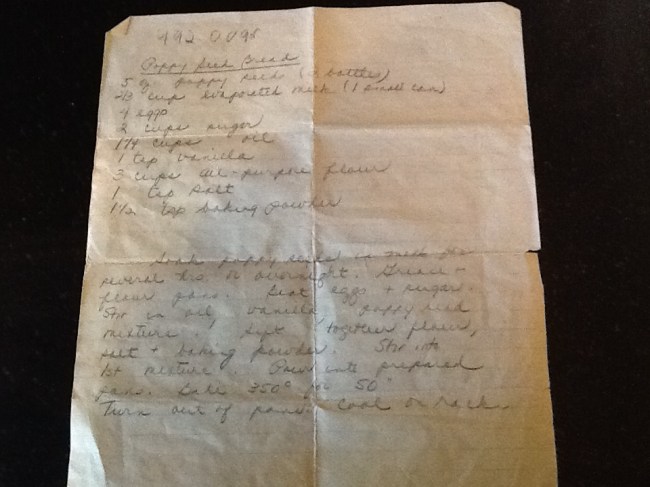 492 0095
Poppy Seed Bread
5 oz. poppy seeds (2 bottles)
2/3 cup evaporated milk (1 small can)
4 eggs
2 cups sugar
1 1/4 cups oil
1 tsp vanilla
3 cups all-purpose flour
1 tsp salt
1 1/2 tsp baking powder
Soak poppy seeds in milk for
several hrs. or overnight. Grease +
flour pans. Beat eggs + sugar.
Stir in oil, vanilla, poppy seed
mixture. Sift together flour,
salt + baking powder. Stir into
1st mixture. Pour into prepared
pans. Bake 350° for 50
Turn out of pans. Cool on racks